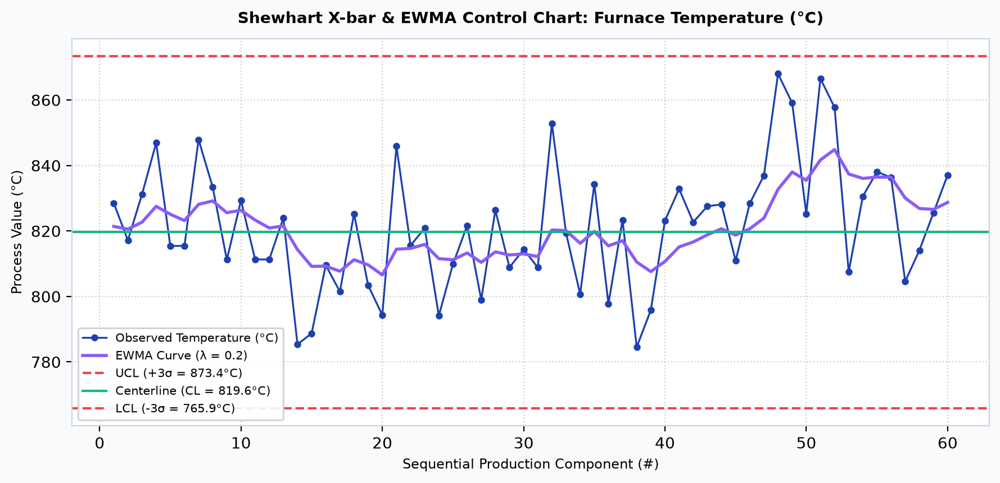 Shewhart X-bar & EWMA Control Chart: Furnace Temperature (°C)
Process Value (°C)
860
840
820
800
780
Observed Temperature (°C)
EWMA Curve (λ = 0.2)
UCL (+3σ = 873.4°C)
Centerline (CL = 819.6°C)
LCL (-3σ = 765.9°C)
0 10 20 30 40 50 60
Sequential Production Component (#)